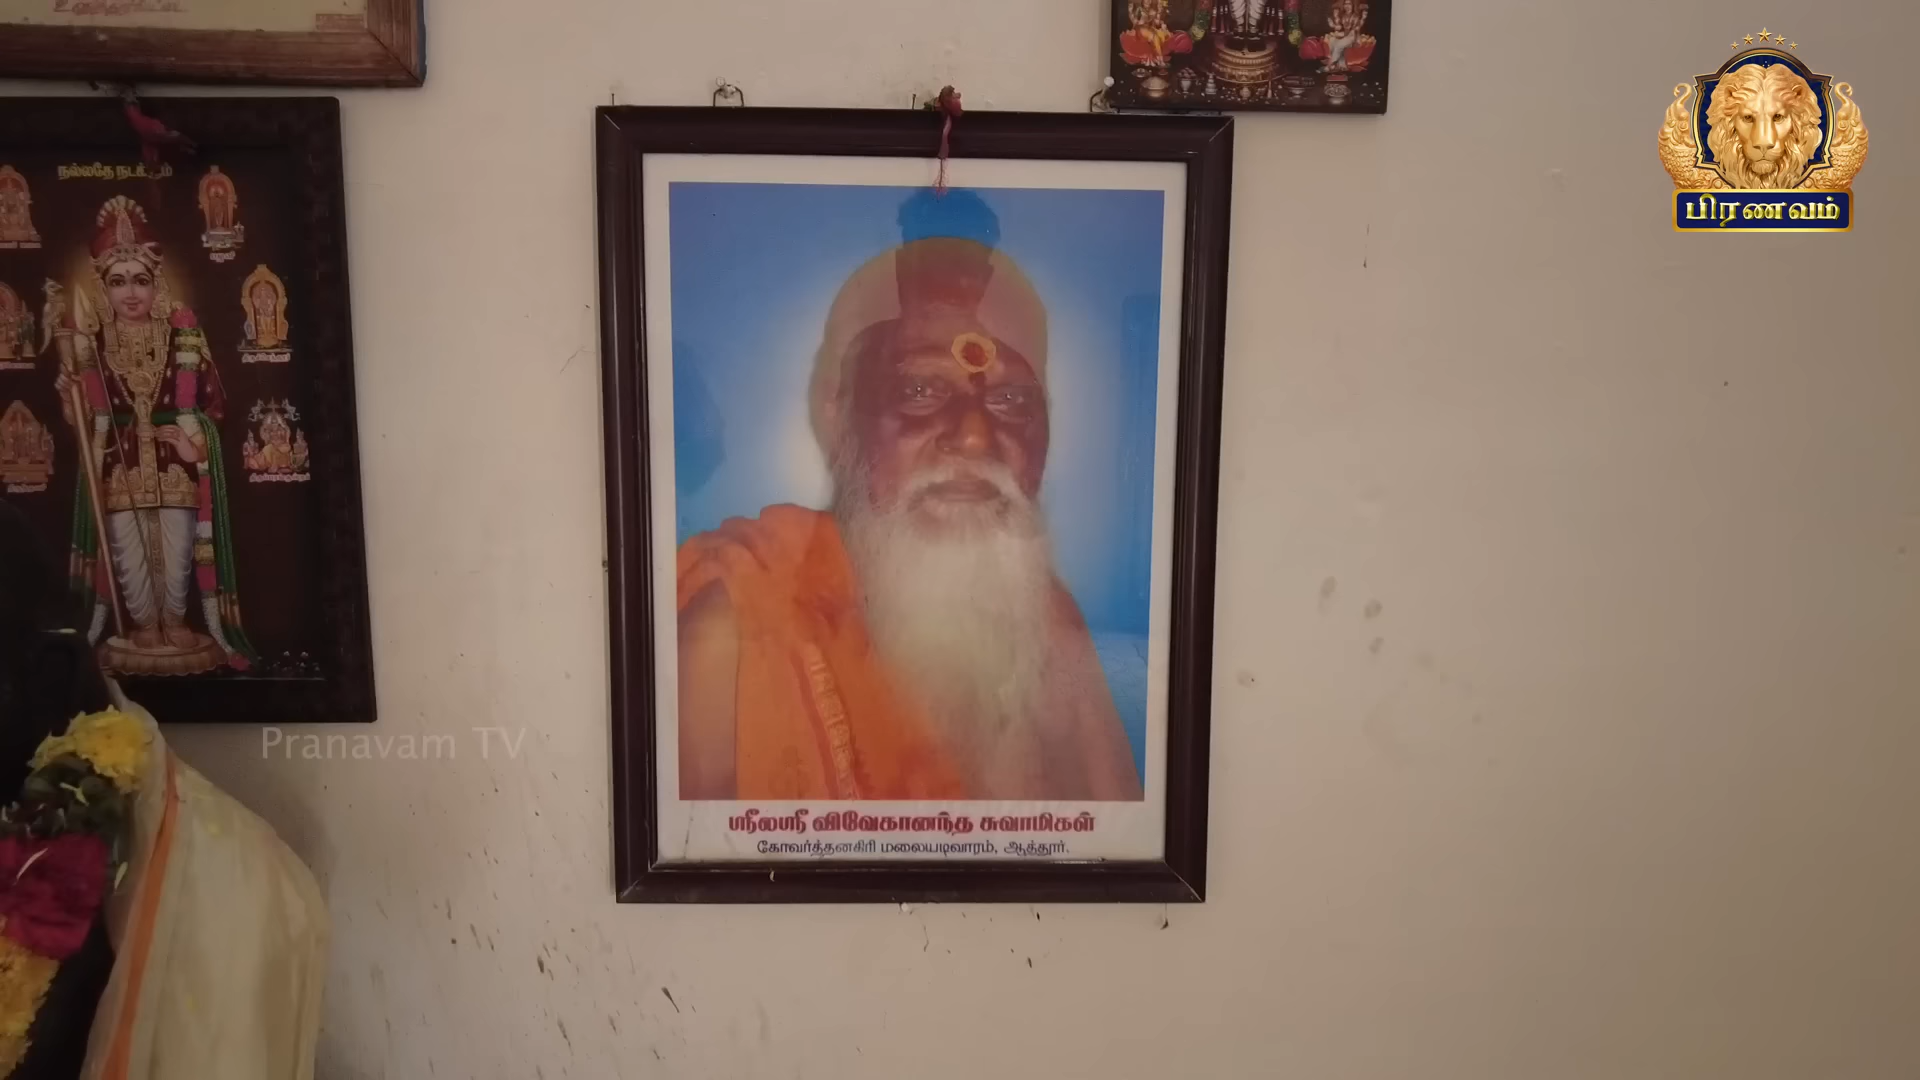 நல்லதே நடக்கும்
பிரணவம்
Pranavam TV
ஸ்ரீலஸ்ரீ விவேகானந்த சுவாமிகள்
கோவர்த்தனகிரி மலையடிவாரம், ஆத்தூர்.